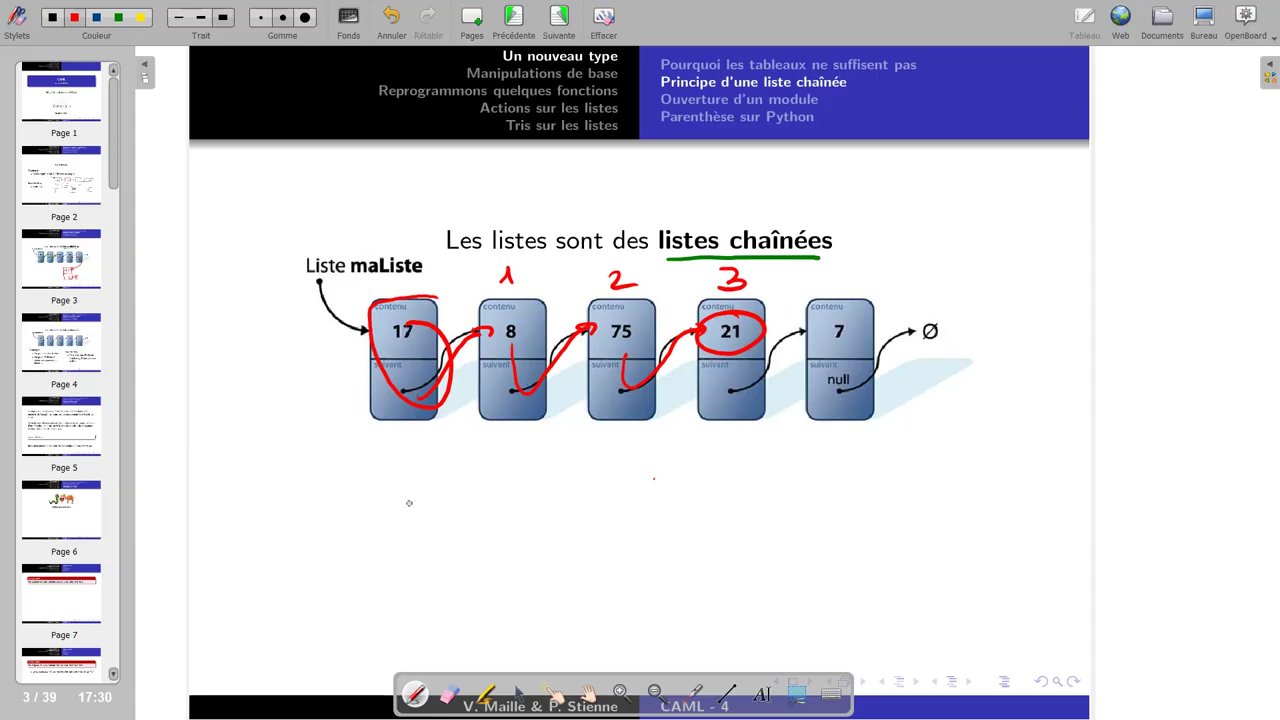 Stylets
Couleur
Trait
Gomme
Fonds
Annuler
Rétablir
Pages
Précédente
Suivante
Effacer
Tableau
Web
Documents
Bureau
OpenBoard
Un nouveau type
Manipulations de base
Reprogrammons quelques fonctions
Actions sur les listes
Tris sur les listes
Pourquoi les tableaux ne suffisent pas
Principe d'une liste chaînée
Ouverture d'un module
Parenthèse sur Python
Page 1
Page 2
Page 3
Page 4
Page 5
Page 6
Page 7
Les listes sont des listes chaînées
Liste maListe
1 2 3
contenu contenu contenu contenu contenu
17 8 75 21 7 Ø
suivant suivant suivant suivant suivant
null
3 / 39 17:30
AI
V. Maille & P. Stienne CAML - 4